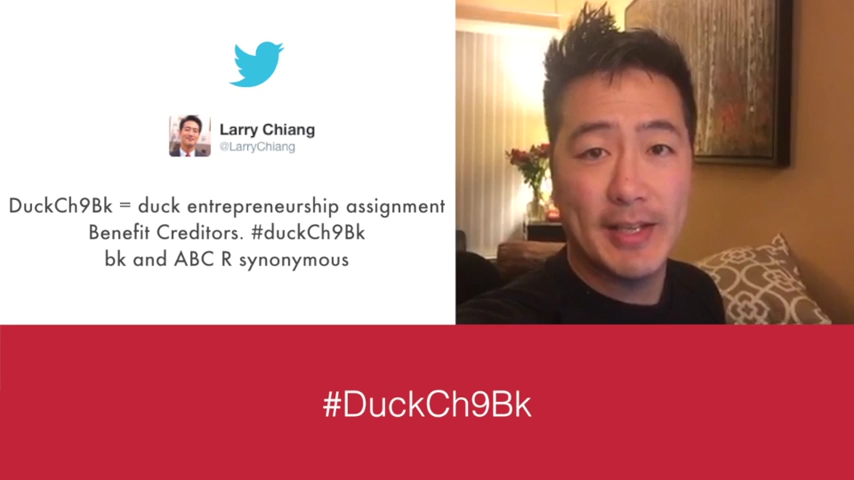 Larry Chiang
@LarryChiang
DuckCh9Bk = duck entrepreneurship assignment
Benefit Creditors. #duckCh9Bk
bk and ABC R synonymous
#DuckCh9Bk